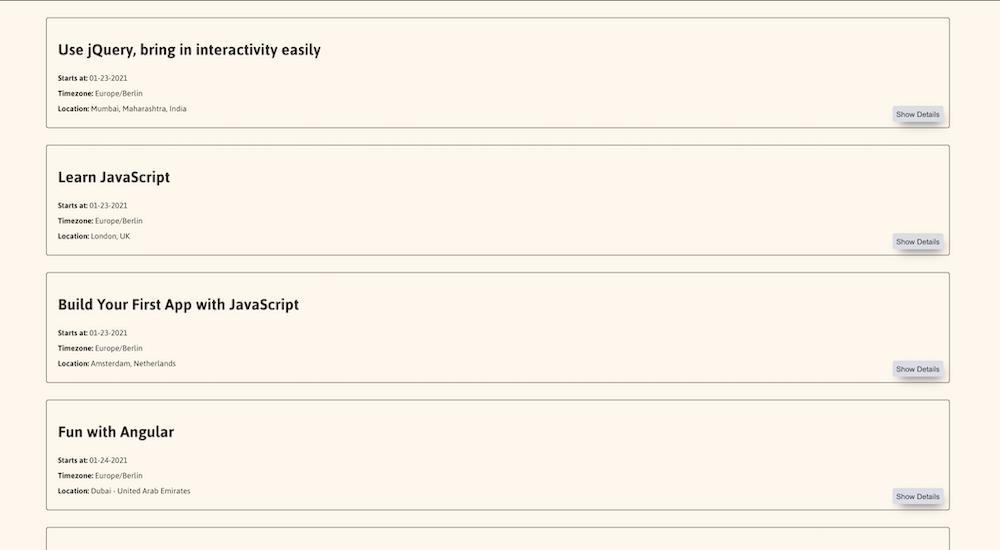 Use jQuery, bring in interactivity easily
Starts at: 01-23-2021
Timezone: Europe/Berlin
Location: Mumbai, Maharashtra, India
Show Details
Learn JavaScript
Starts at: 01-23-2021
Timezone: Europe/Berlin
Location: London, UK
Show Details
Build Your First App with JavaScript
Starts at: 01-23-2021
Timezone: Europe/Berlin
Location: Amsterdam, Netherlands
Show Details
Fun with Angular
Starts at: 01-24-2021
Timezone: Europe/Berlin
Location: Dubai - United Arab Emirates
Show Details